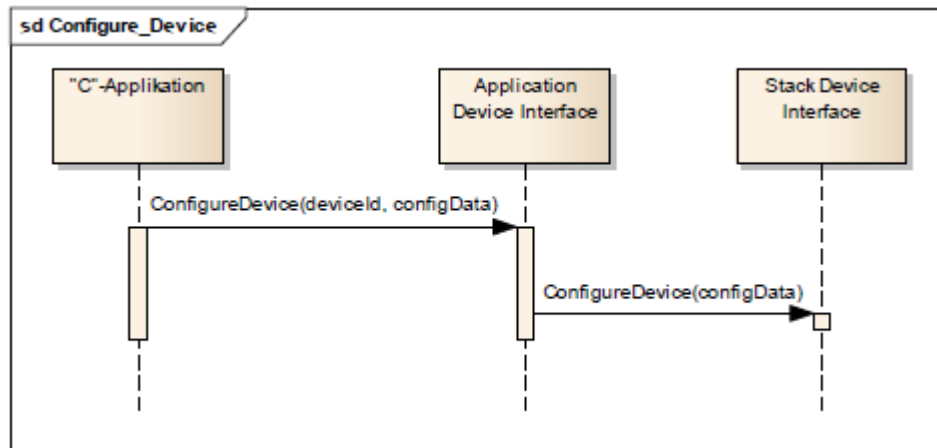 sd Configure_Device
"C"-Applikation
Application
Device Interface
Stack Device
Interface
ConfigureDevice(deviceId, configData)
ConfigureDevice(configData)